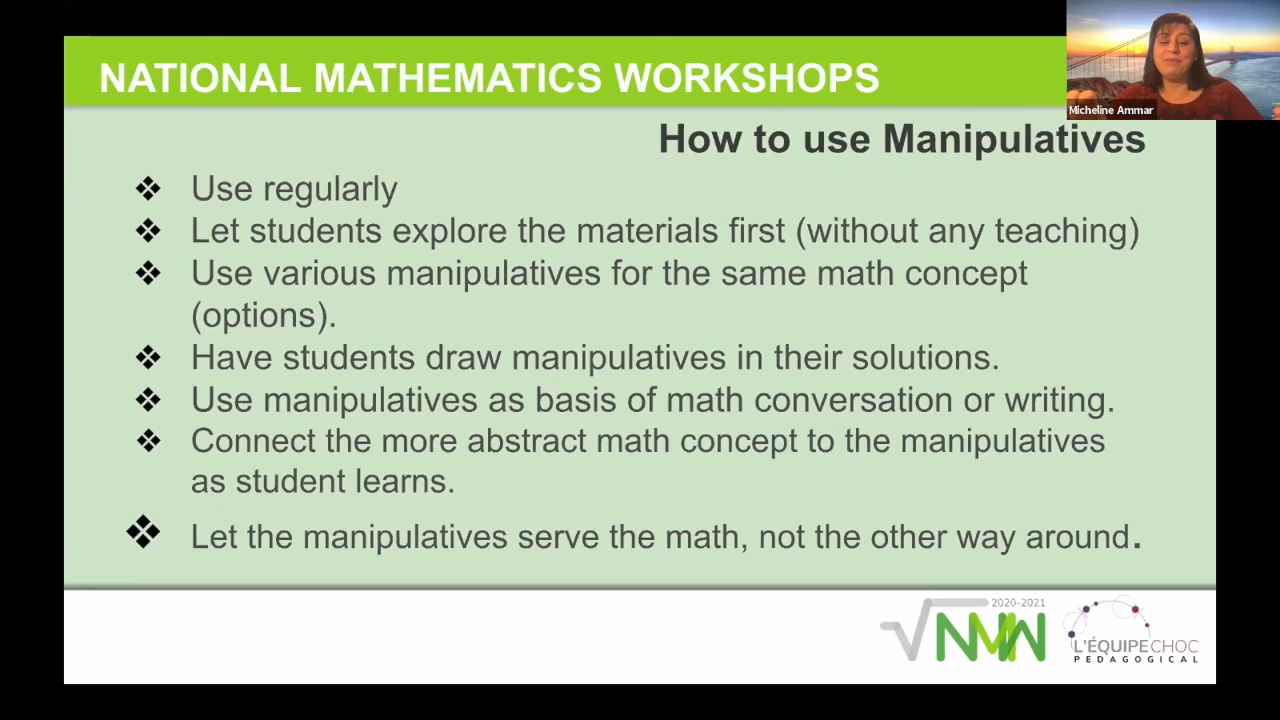 NATIONAL MATHEMATICS WORKSHOPS
Micheline Ammar
How to use Manipulatives
❖ Use regularly
❖ Let students explore the materials first (without any teaching)
❖ Use various manipulatives for the same math concept
(options).
❖ Have students draw manipulatives in their solutions.
❖ Use manipulatives as basis of math conversation or writing.
❖ Connect the more abstract math concept to the manipulatives
as student learns.
❖ Let the manipulatives serve the math, not the other way around.
2020-2021
√NMW
L'ÉQUIPECHOC
PEDAGOGICAL